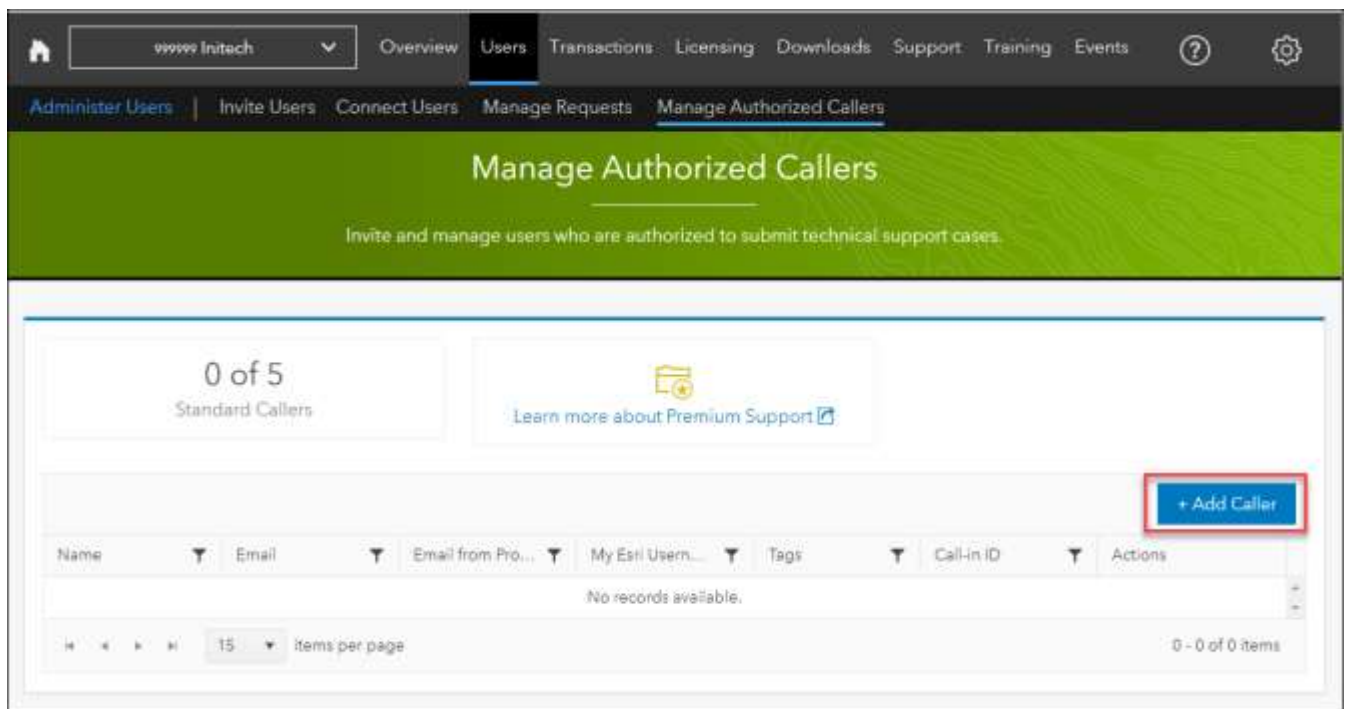 999999 Initech Overview Users Transactions Licensing Downloads Support Training Events
Administer Users | Invite Users Connect Users Manage Requests Manage Authorized Callers
Manage Authorized Callers
Invite and manage users who are authorized to submit technical support cases.
0 of 5
Standard Callers
Learn more about Premium Support
+ Add Caller
Name Email Email from Pro... My Esri Usern... Tags Call-in ID Actions
No records available.
15 items per page 0 - 0 of 0 items